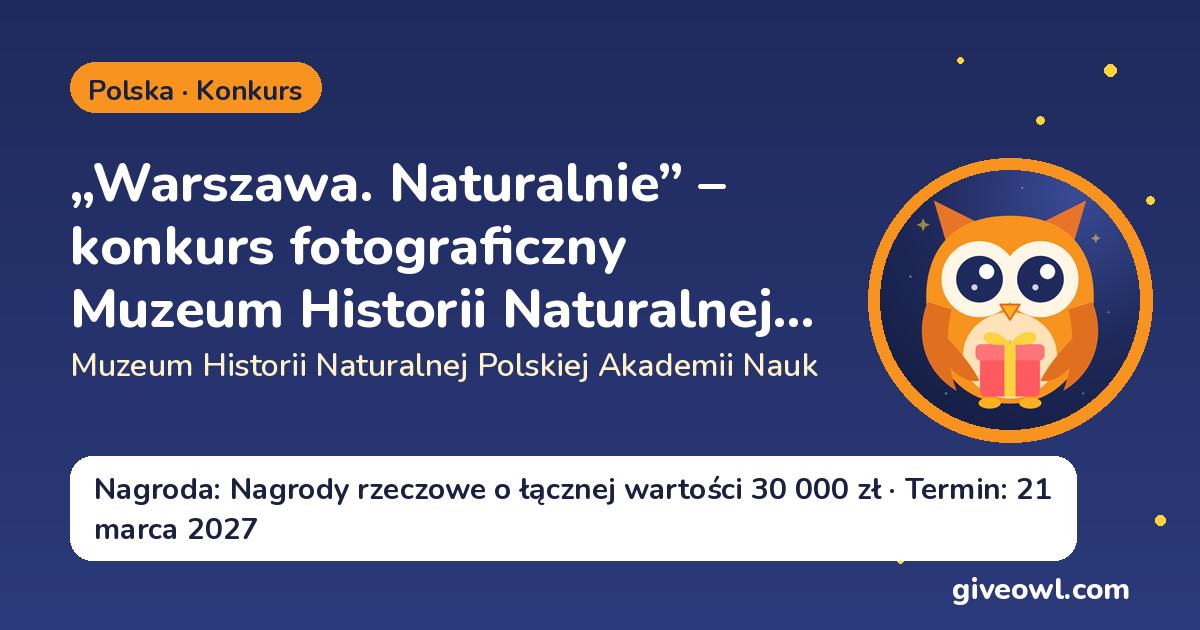 Polska · Konkurs
„Warszawa. Naturalnie” –
konkurs fotograficzny
Muzeum Historii Naturalnej...
Muzeum Historii Naturalnej Polskiej Akademii Nauk
Nagroda: Nagrody rzeczowe o łącznej wartości 30 000 zł · Termin: 21
marca 2027
giveowl.com